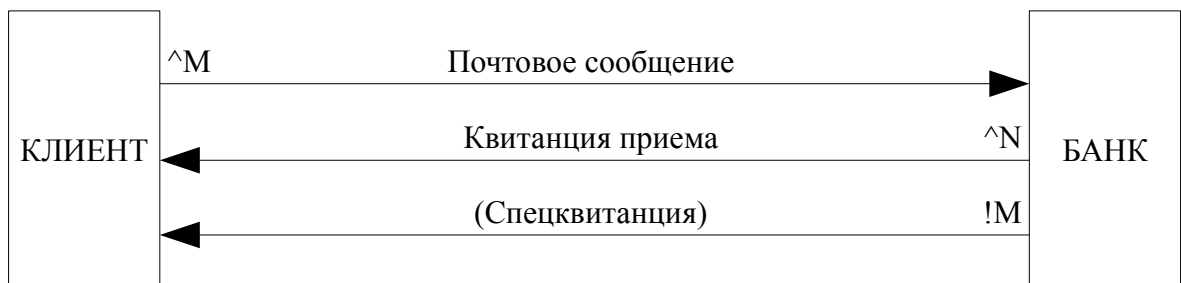 ^M Почтовое сообщение
КЛИЕНТ
Квитанция приема ^N
БАНК
(Спецквитанция) !M